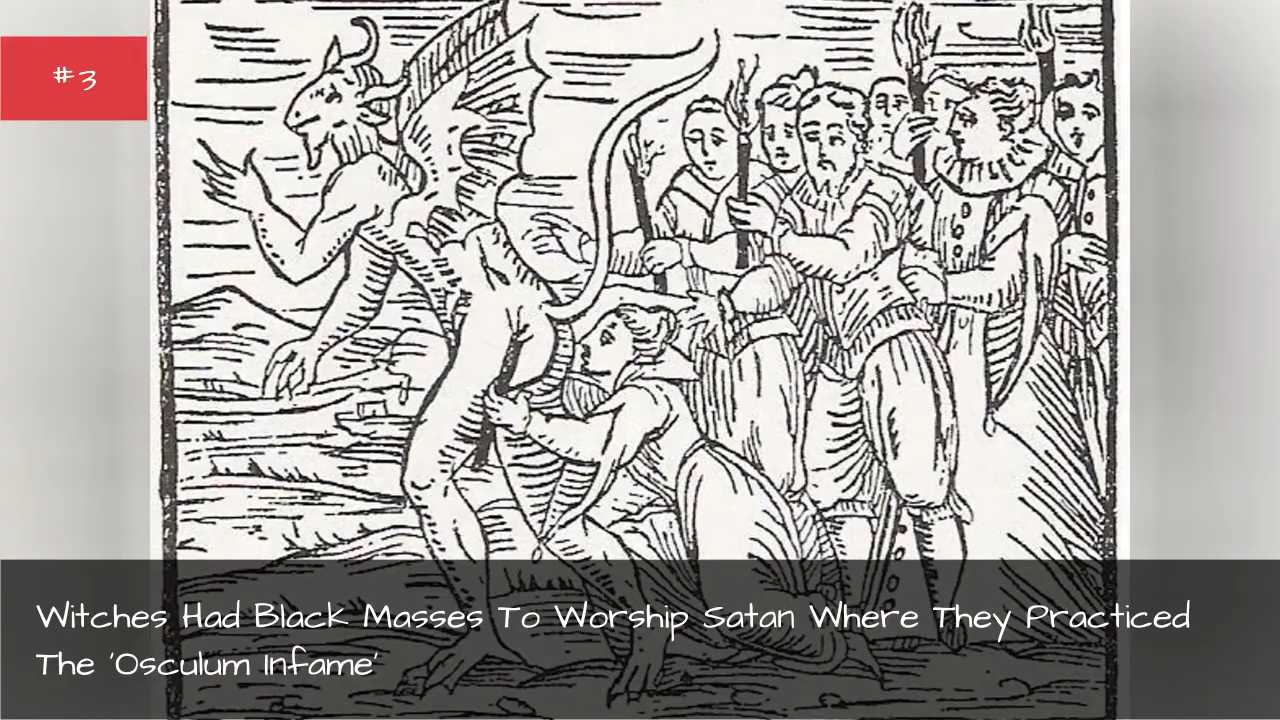 #3
Witches Had Black Masses To Worship Satan Where They Practiced
The 'Osculum Infame'